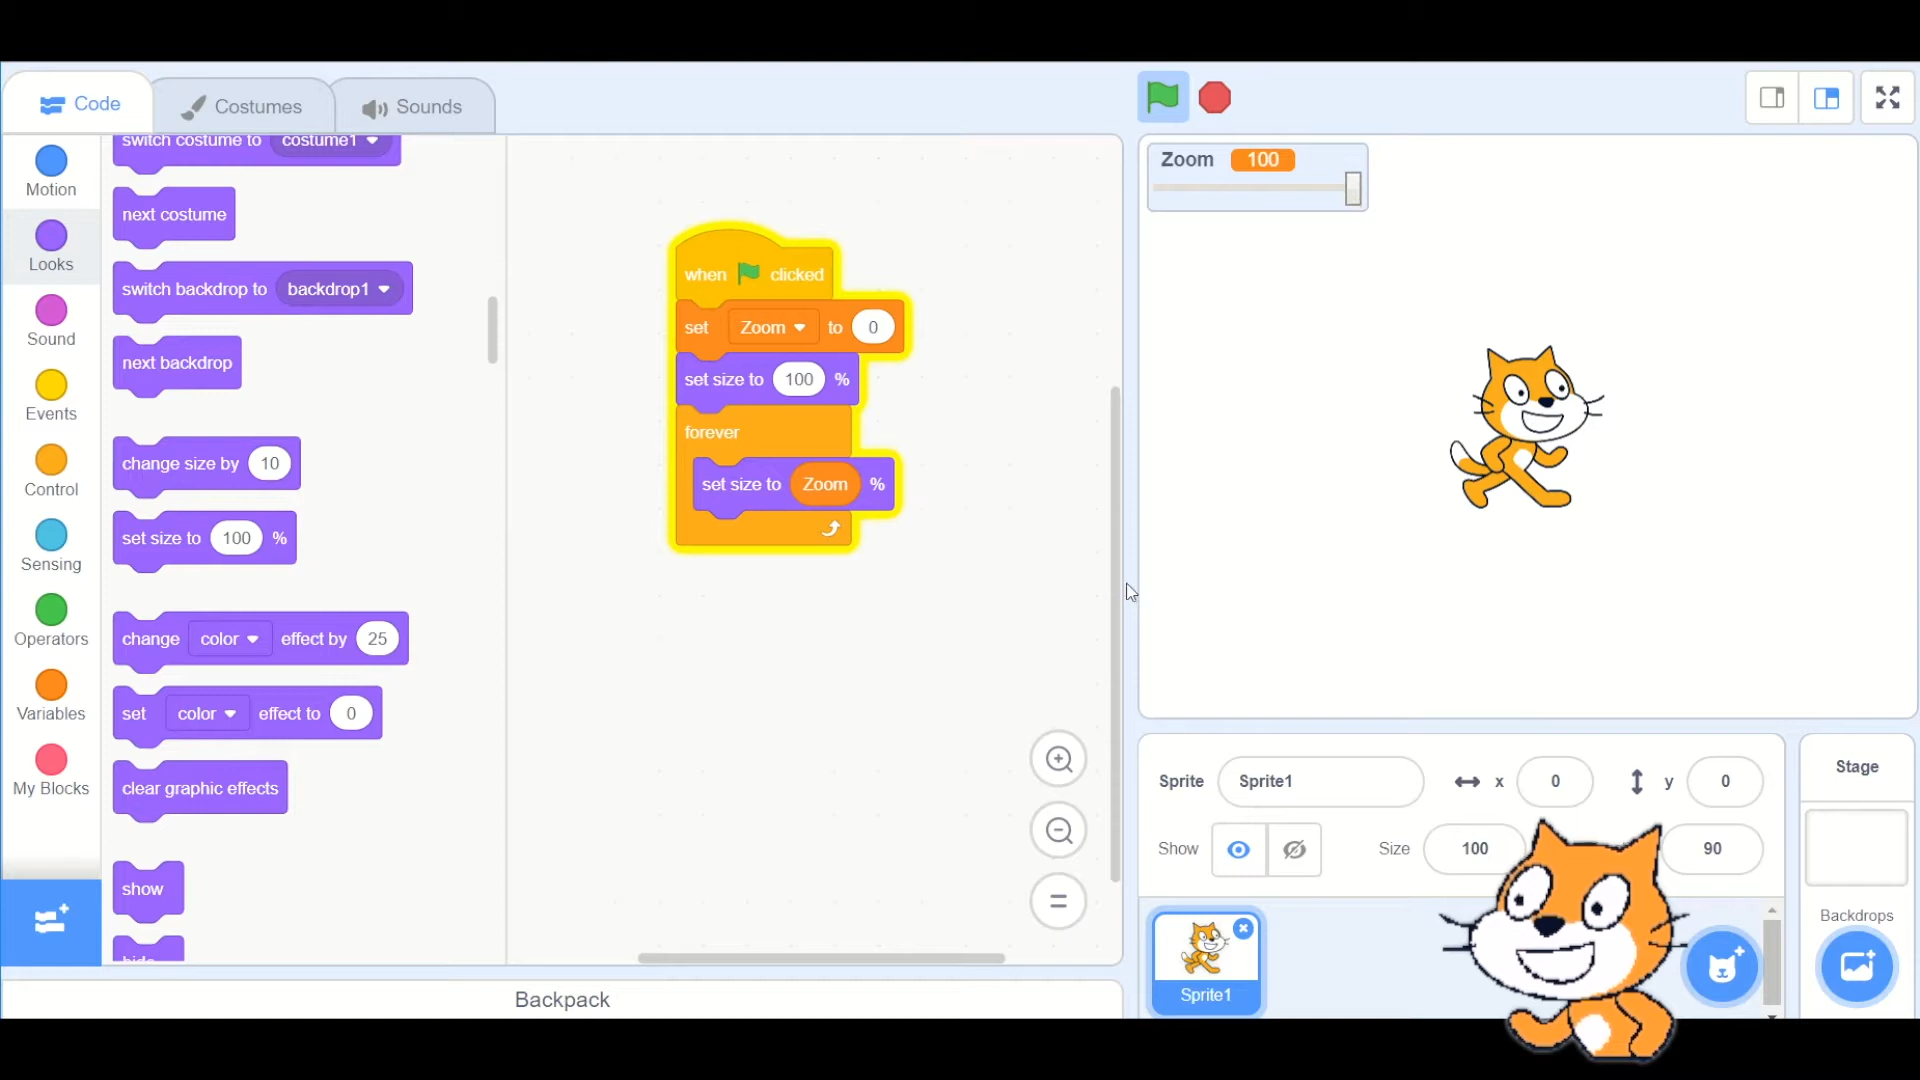 Code
Costumes
Sounds
Motion
Looks
Sound
Events
Control
Sensing
Operators
Variables
My Blocks
switch costume to costume1
next costume
switch backdrop to backdrop1
next backdrop
change size by 10
set size to 100 %
change color effect by 25
set color effect to 0
clear graphic effects
show
hide
when clicked
set Zoom to 0
set size to 100 %
forever
set size to Zoom %
Backpack
Zoom 100
Sprite Sprite1 x 0 y 0
Show Size 100 90
Sprite1
Stage
Backdrops